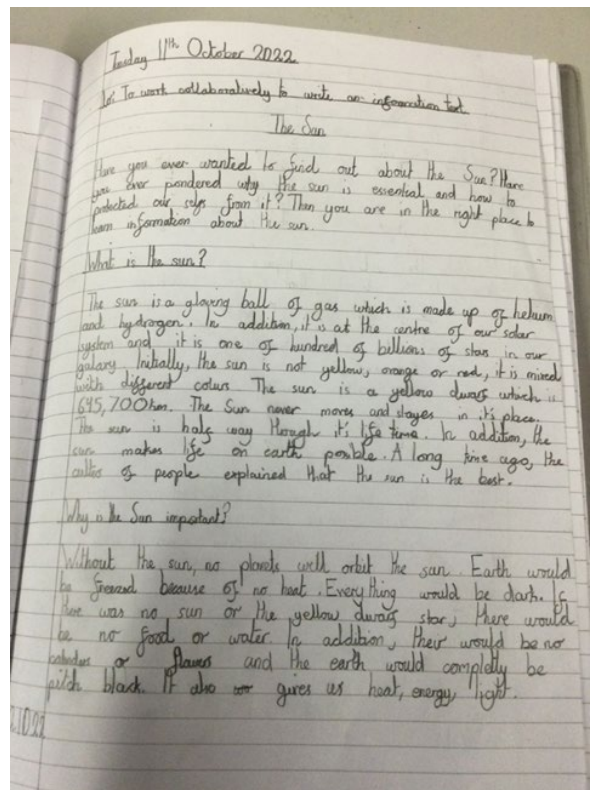 Tusday 11th October 2022
Lo: To work collaboratively to write an information text
The Sun
Have you ever wanted to find out about the Sun? Have
you ever pondered why the sun is essential and how to
protected our selfs from it? Then you are in the right place to
learn information about the sun.
What is the sun?
The sun is a gloving ball of gas which is made up of helium
and hydrogen. In addition, it is at the centre of our solar
system and it is one of hundred of billions of stars in our
galaxy. Initially, the sun is not yellow, orange or red, it is mixed
with different colurs. The sun is a yellow dwarf which is
695,700km. The Sun never moves and stayes in it's place.
The sun is half way though it's life time. In addition, the
sun makes life on earth posible. A long time ago, the
of people explained that the sun is the best.
Why is the Sun important?
Without the sun, no planets will orbit the sun. Earth would
be because of no heat. Everything would be dark. If
there was no sun or the yellow dwarf star, there would
be no food or water. In addition, their would be no
or flowers and the earth would completly be
pitch black. It also gives us heat, energy, light.